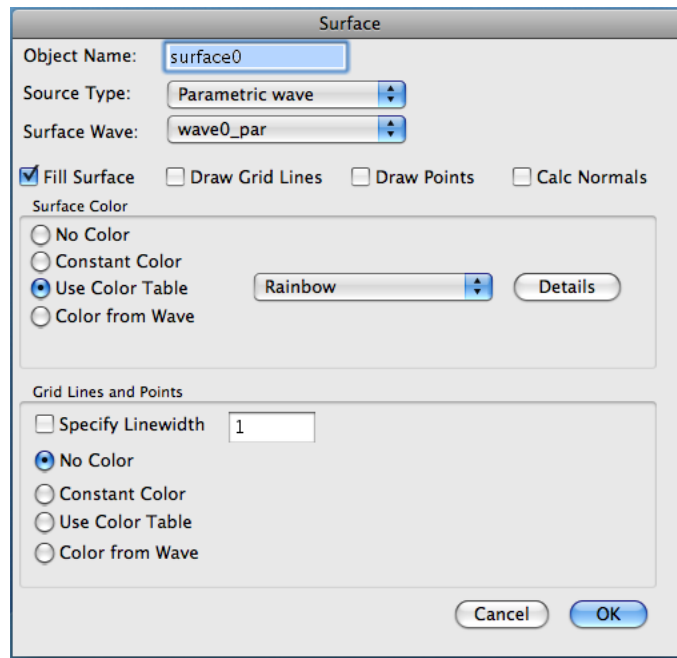 Surface
Object Name: surface0
Source Type: Parametric wave
Surface Wave: wave0_par
Fill Surface Draw Grid Lines Draw Points Calc Normals
Surface Color
No Color
Constant Color
Use Color Table Rainbow Details
Color from Wave
Grid Lines and Points
Specify Linewidth 1
No Color
Constant Color
Use Color Table
Color from Wave
Cancel OK